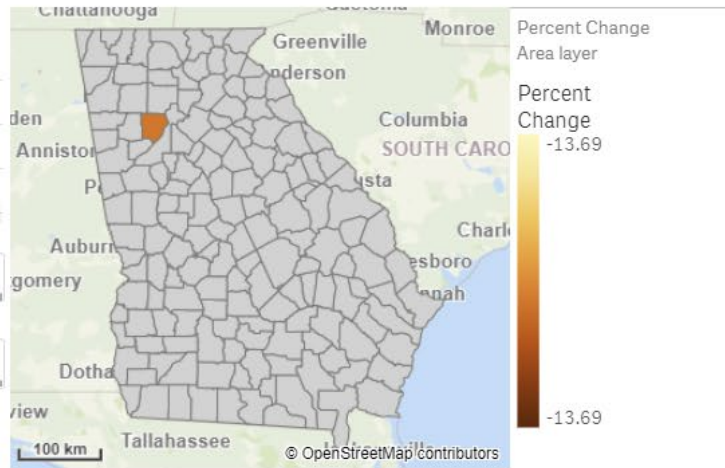 Chattanooga
Greenville
Monroe
nderson
den
Columbia
Anniston
SOUTH CARO
usta
Charl
Auburn
esboro
gomery
nnah
Dotha
view
100 km
Tallahassee
© OpenStreetMap contributors
Percent Change
Area layer
Percent
Change
-13.69
-13.69